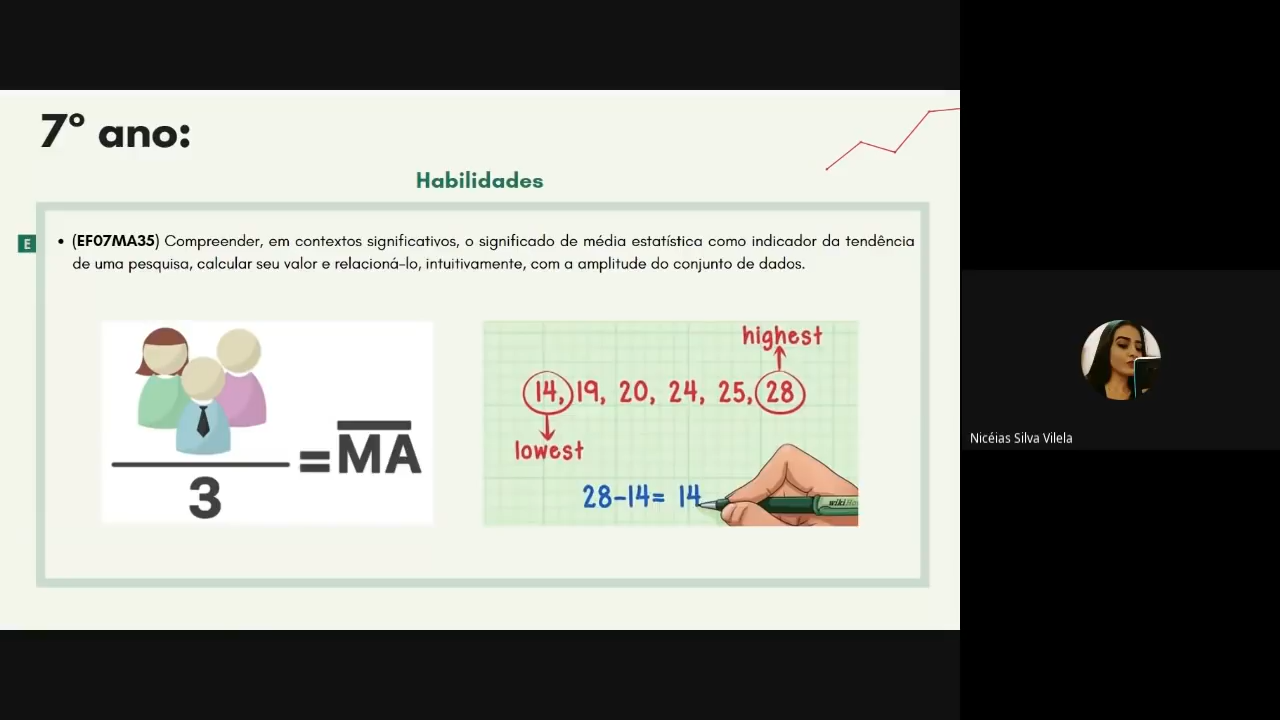 7º ano:
Habilidades
E
• (EF07MA35) Compreender, em contextos significativos, o significado de média estatística como indicador da tendência
de uma pesquisa, calcular seu valor e relacioná-lo, intuitivamente, com a amplitude do conjunto de dados.
3
=MA
highest
14, 19, 20, 24, 25, 28
lowest
28-14= 14
wiki
Nicéias Silva Vilela